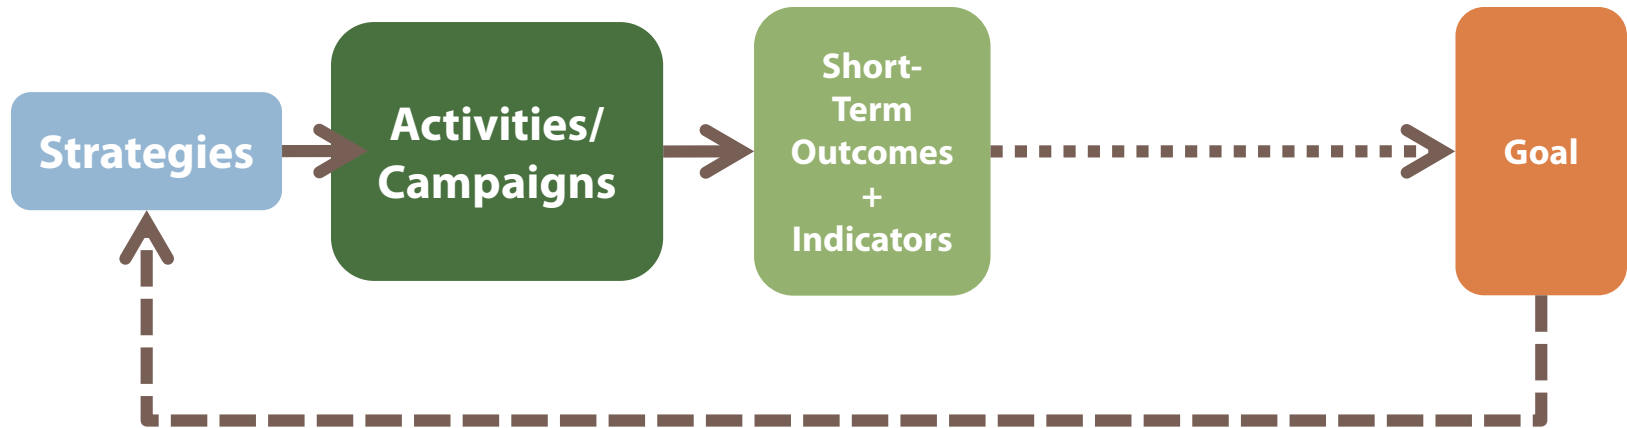 Strategies
Activities/
Campaigns
Short-
Term
Outcomes
+
Indicators
Goal